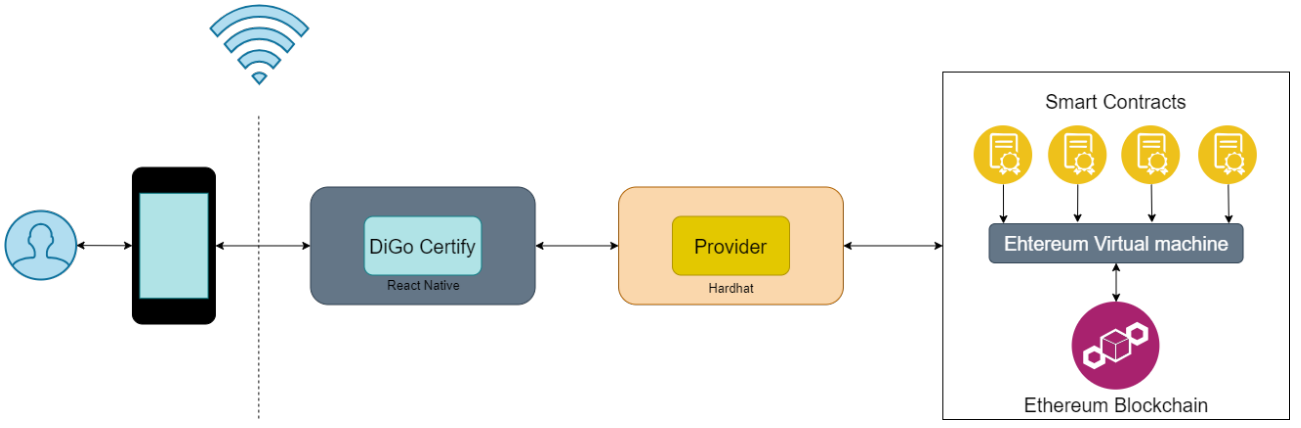 Smart Contracts
DiGo Certify
React Native
Provider
Hardhat
Ehtereum Virtual machine
Ethereum Blockchain